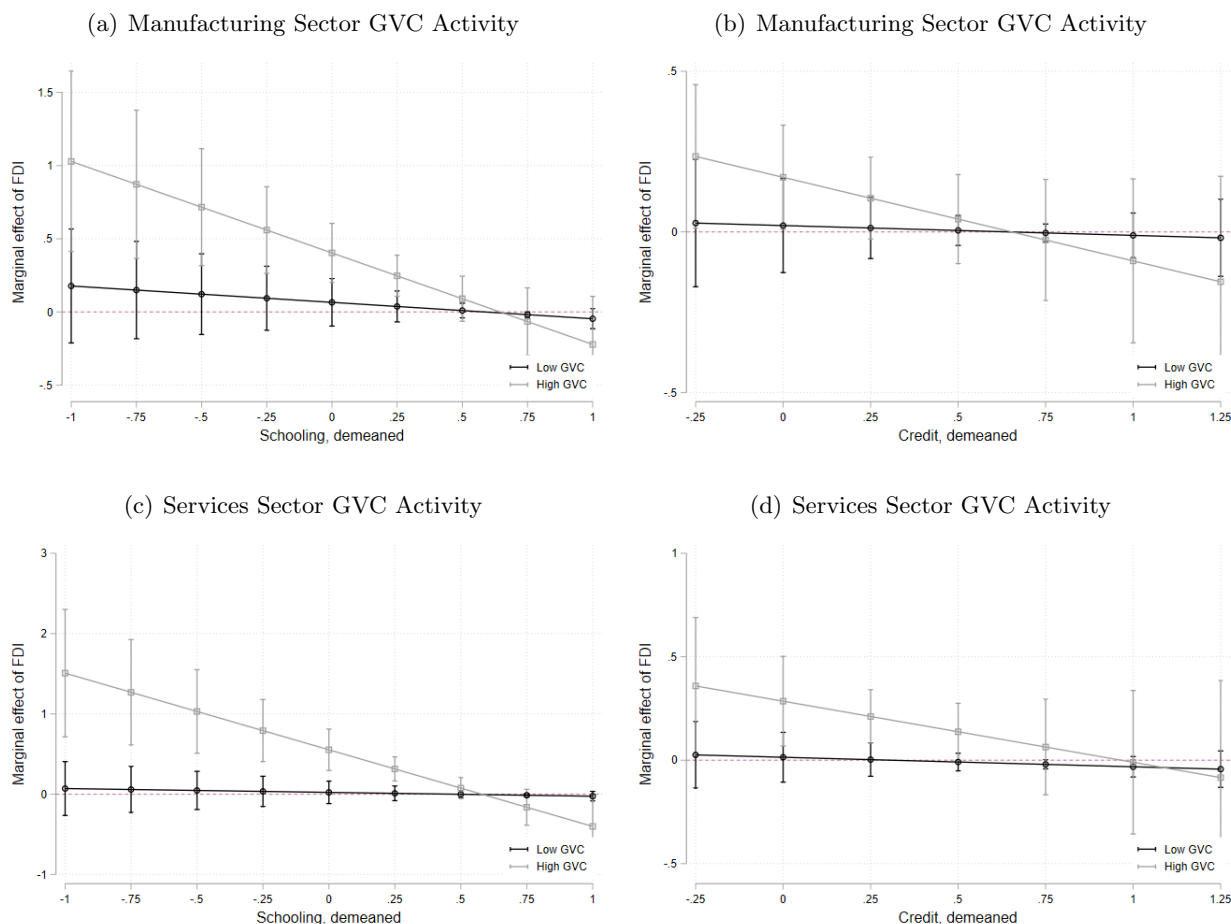 (a) Manufacturing Sector GVC Activity
1.5
1
.5
0
-.5
Marginal effect of FDI
-1 -.75 -.5 -.25 0 .25 .5 .75 1
Schooling, demeaned
Low GVC
High GVC
(b) Manufacturing Sector GVC Activity
.5
0
-.5
Marginal effect of FDI
-.25 0 .25 .5 .75 1 1.25
Credit, demeaned
Low GVC
High GVC
(c) Services Sector GVC Activity
3
2
1
0
-1
Marginal effect of FDI
-1 -.75 -.5 -.25 0 .25 .5 .75 1
Schooling, demeaned
Low GVC
High GVC
(d) Services Sector GVC Activity
1
.5
0
-.5
Marginal effect of FDI
-.25 0 .25 .5 .75 1 1.25
Credit, demeaned
Low GVC
High GVC